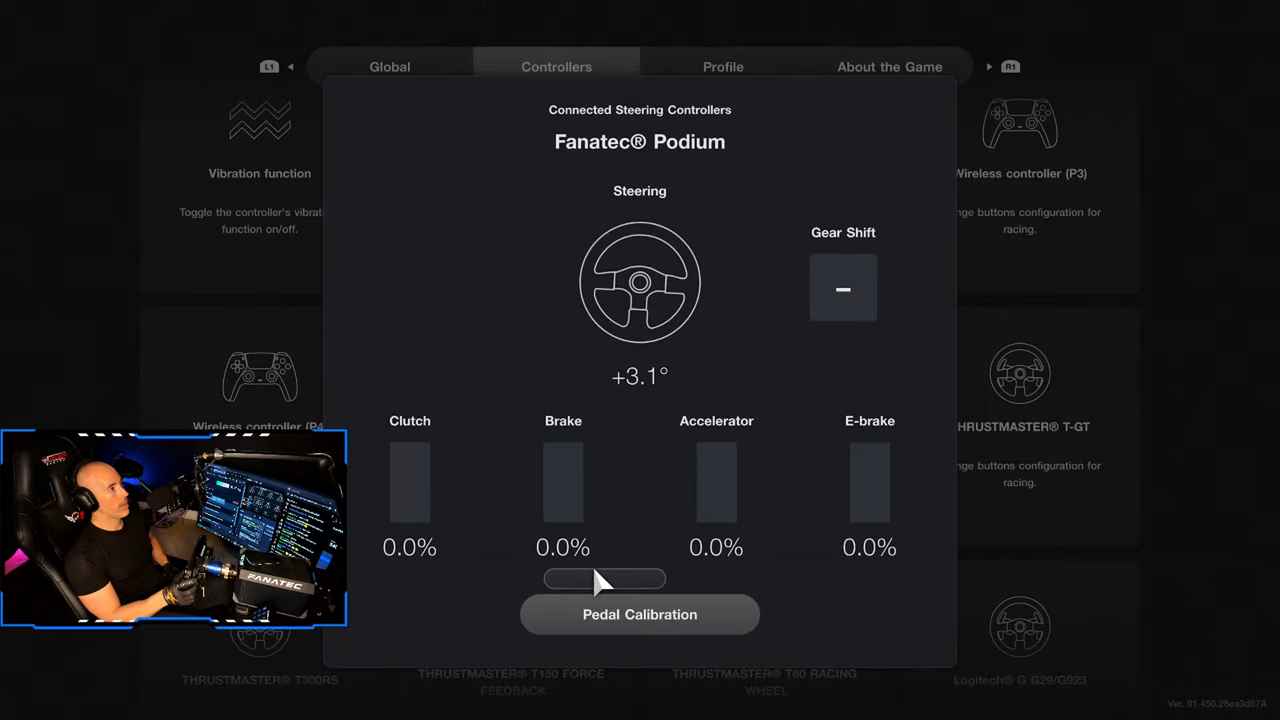 L1
Global
Controllers
Profile
About the Game
R1
Vibration function
Toggle the controller's vibrati
function on/off.
Connected Steering Controllers
Fanatec® Podium
Steering
Gear Shift
+3.1°
Wireless controller (P3)
nge buttons configuration for
racing.
Wireless controller (P4
THRUSTMASTER® T-GT
nge buttons configuration for
racing.
Clutch
Brake
Accelerator
E-brake
0.0%
0.0%
0.0%
0.0%
Pedal Calibration
FANATEC
THRUSTMASTER® T300RS
THRUSTMASTER® T150 FORCE
FEEDBACK
THRUSTMASTER® T80 RACING
WHEEL
Logitech® G G29/G923
Ver. 01.450.28ea3d67A